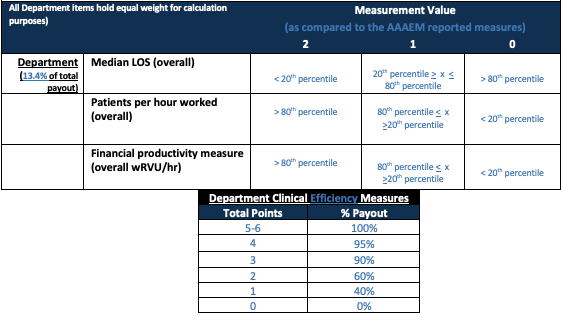 All Department items hold equal weight for calculation
purposes)
Measurement Value
(as compared to the AAAEM reported measures)
2 1 0
Department
(13.4% of total
payout)
Median LOS (overall)
< 20th percentile
20th percentile ≥ x ≤
80th percentile
> 80th percentile
Patients per hour worked
(overall)
> 80th percentile
80th percentile ≤ x
≥20th percentile
< 20th percentile
Financial productivity measure
(overall wRVU/hr)
> 80th percentile
80th percentile ≤ x
≥20th percentile
< 20th percentile
Department Clinical Efficiency Measures
Total Points % Payout
5-6 100%
4 95%
3 90%
2 60%
1 40%
0 0%